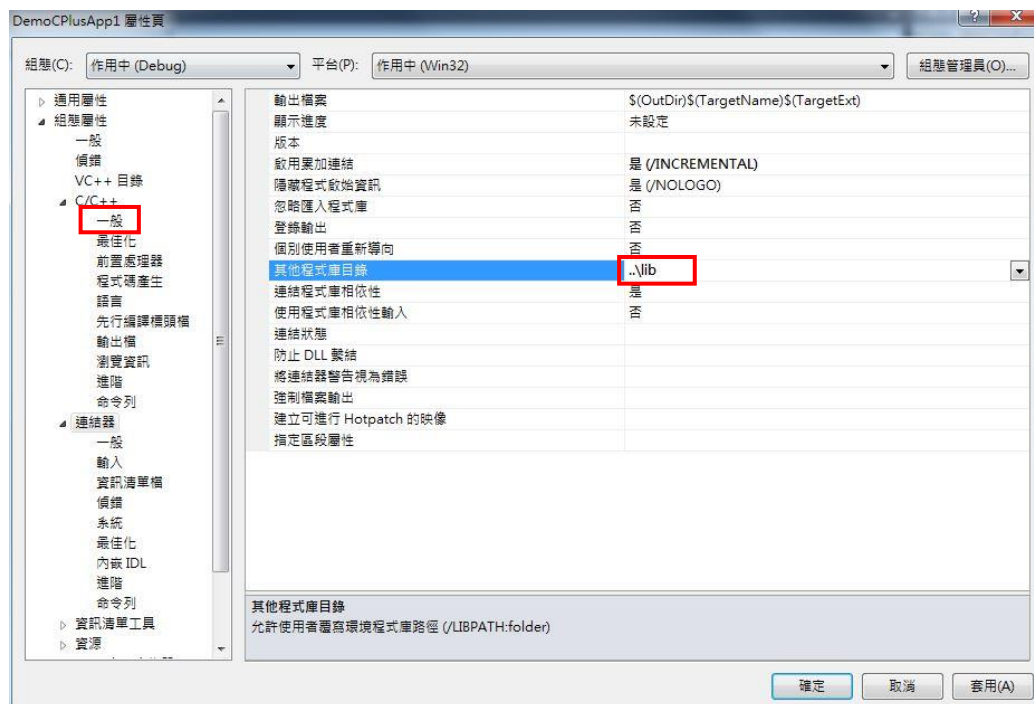 DemoCPlusApp1 屬性頁
組態(C): 作用中 (Debug) 平台(P): 作用中 (Win32) 組態管理員(O)...
通用屬性
組態屬性
一般
偵錯
VC++ 目錄
C/C++
一般
最佳化
前置處理器
程式碼產生
語言
先行編譯標頭檔
輸出檔
瀏覽資訊
進階
命令列
連結器
一般
輸入
資訊清單檔
偵錯
系統
最佳化
內嵌 IDL
進階
命令列
資訊清單工具
資源
輸出檔案 $(OutDir)$(TargetName)$(TargetExt)
顯示進度 未設定
版本
啟用累加連結 是 (/INCREMENTAL)
隱藏程式啟始資訊 是 (/NOLOGO)
忽略匯入程式庫 否
登錄輸出 否
個別使用者重新導向 否
其他程式庫目錄 ..\lib
連結程式庫相依性 是
使用程式庫相依性輸入 否
連結狀態
防止 DLL 繫結
將連結器警告視為錯誤
強制檔案輸出
建立可進行 Hotpatch 的映像
指定區段屬性
其他程式庫目錄
允許使用者覆寫環境程式庫路徑 (/LIBPATH:folder)
確定 取消 套用(A)